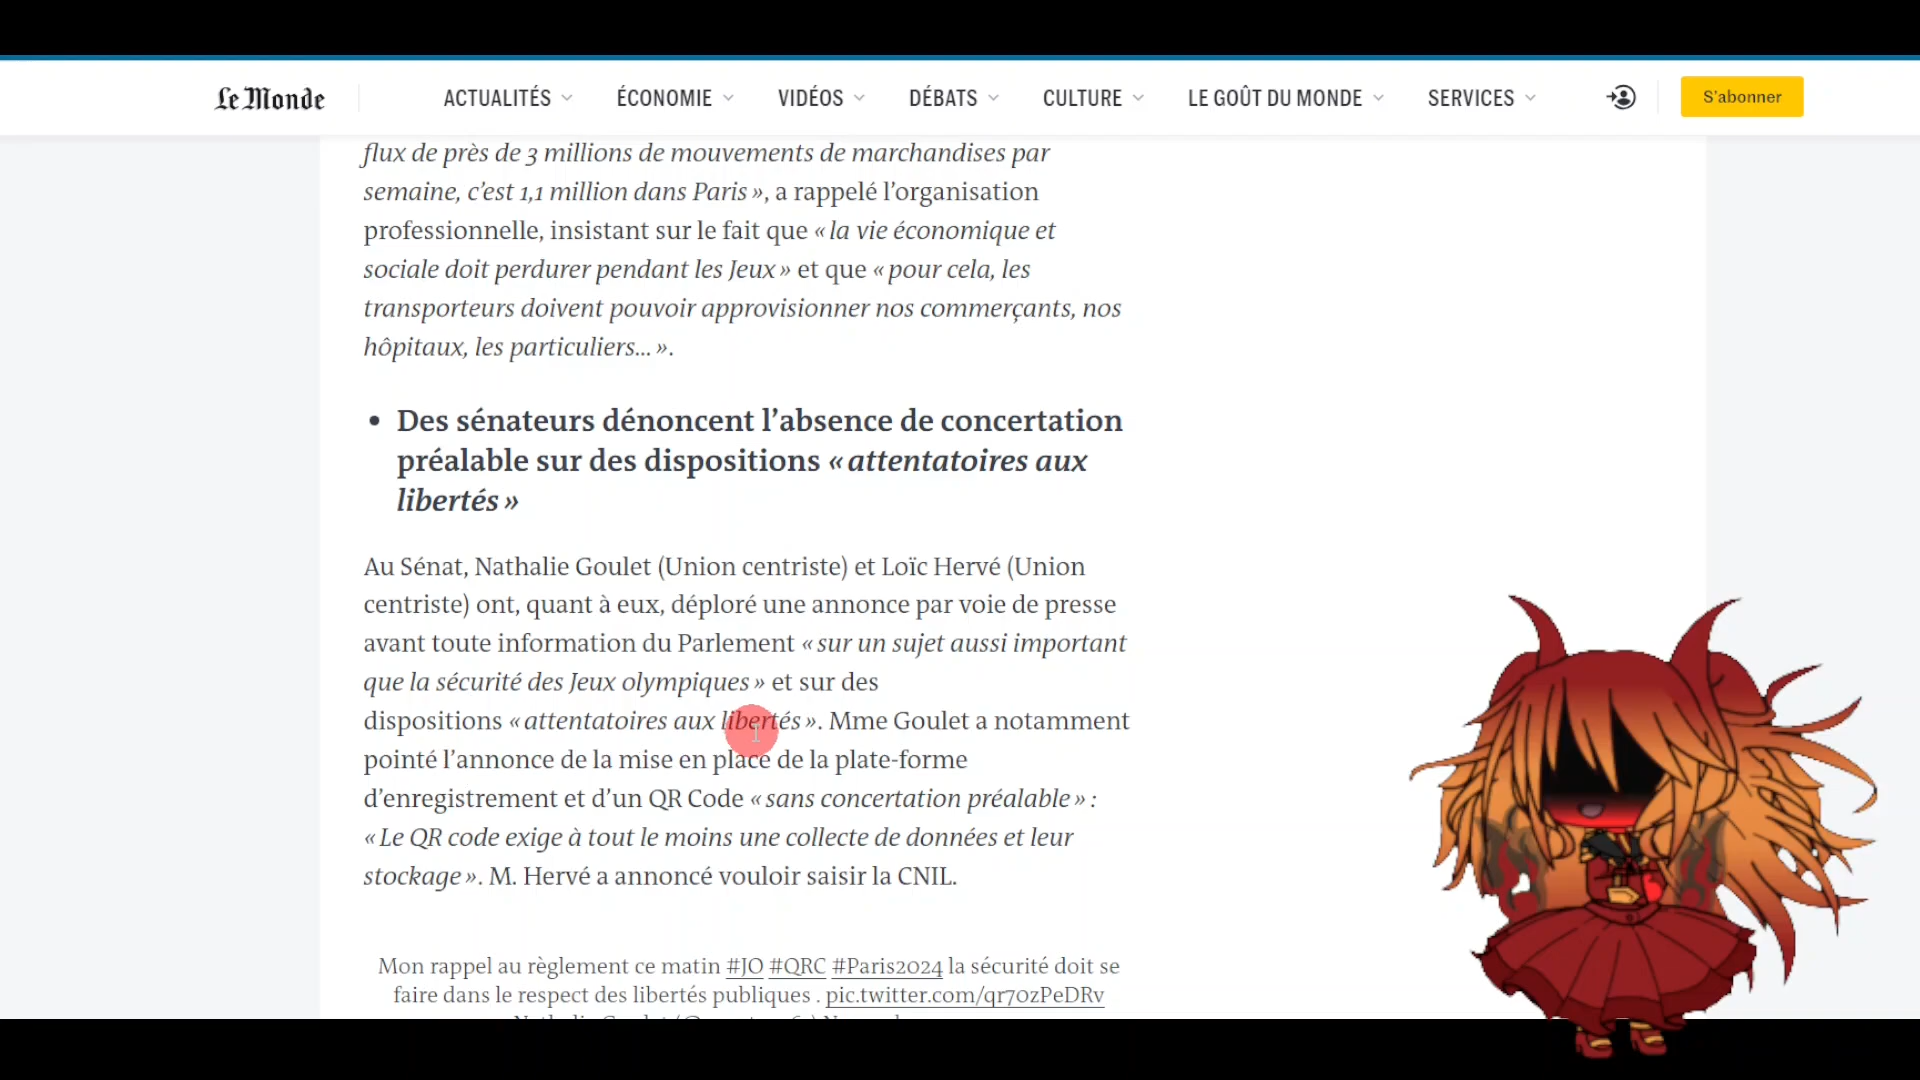 Le Monde
ACTUALITÉS
ÉCONOMIE
VIDÉOS
DÉBATS
CULTURE
LE GOÛT DU MONDE
SERVICES
S'abonner
flux de près de 3 millions de mouvements de marchandises par
semaine, c’est 1,1 million dans Paris », a rappelé l’organisation
professionnelle, insistant sur le fait que « la vie économique et
sociale doit perdurer pendant les Jeux » et que « pour cela, les
transporteurs doivent pouvoir approvisionner nos commerçants, nos
hôpitaux, les particuliers… ».
• Des sénateurs dénoncent l’absence de concertation
préalable sur des dispositions « attentatoires aux
libertés »
Au Sénat, Nathalie Goulet (Union centriste) et Loïc Hervé (Union
centriste) ont, quant à eux, déploré une annonce par voie de presse
avant toute information du Parlement « sur un sujet aussi important
que la sécurité des Jeux olympiques » et sur des
dispositions « attentatoires aux libertés ». Mme Goulet a notamment
pointé l’annonce de la mise en place de la plate-forme
d’enregistrement et d’un QR Code « sans concertation préalable » :
« Le QR code exige à tout le moins une collecte de données et leur
stockage ». M. Hervé a annoncé vouloir saisir la CNIL.
Mon rappel au règlement ce matin #JO #QRC #Paris2024 la sécurité doit se
faire dans le respect des libertés publiques . pic.twitter.com/qr70zPeDRv